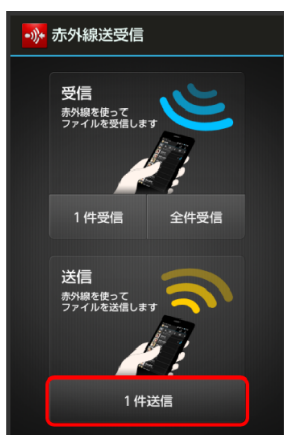 赤外線送受信
受信
赤外線を使って
ファイルを受信します
1件受信
全件受信
送信
赤外線を使って
ファイルを送信します
1件送信